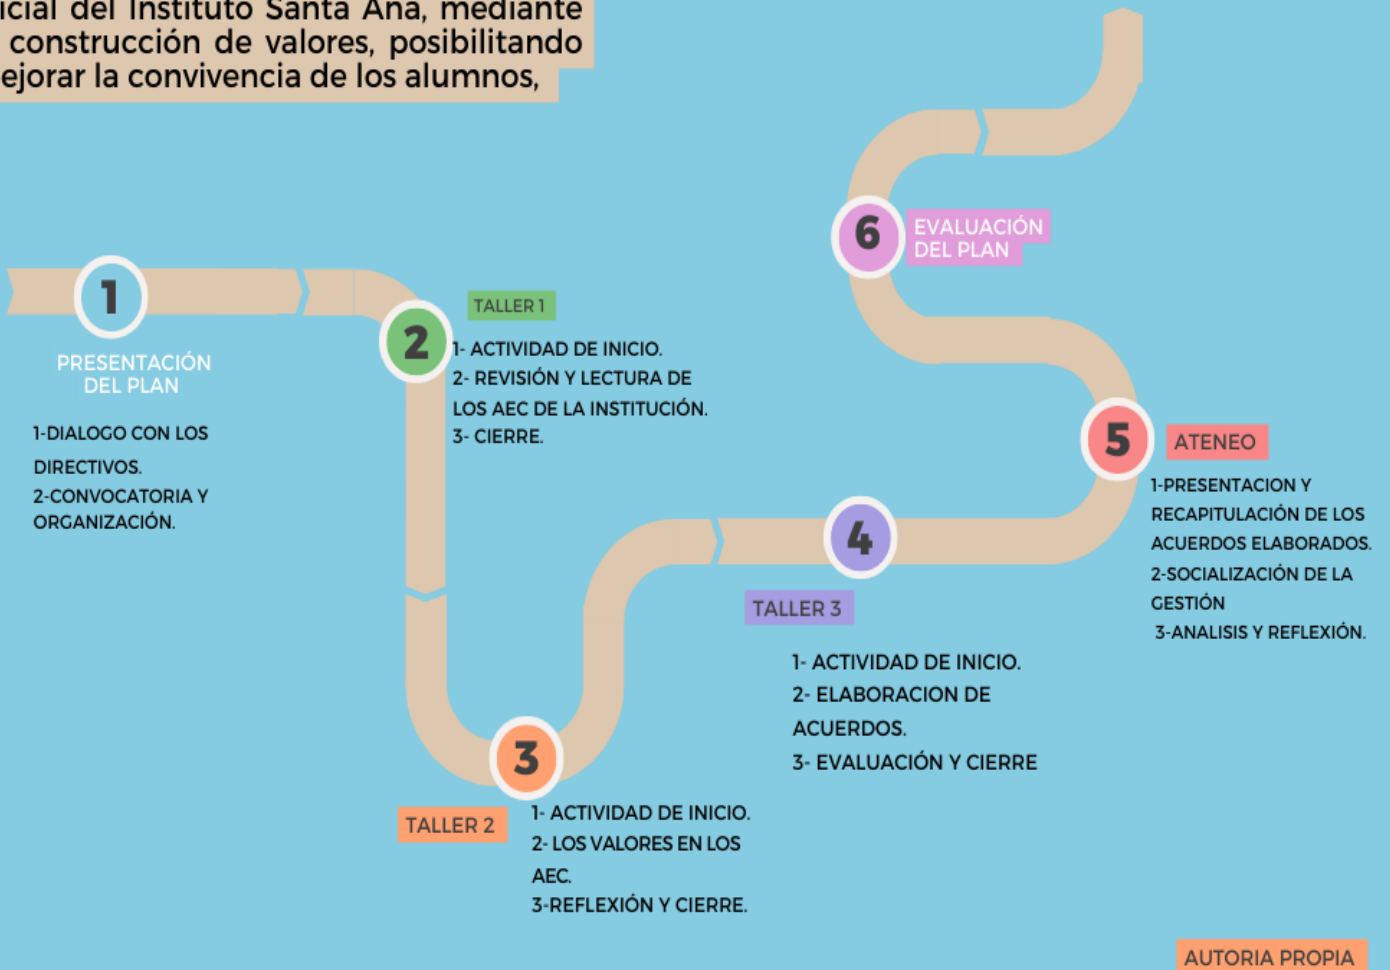 icial del Instituto Santa Ana, mediante
construcción de valores, posibilitando
ejorar la convivencia de los alumnos,
1
PRESENTACIÓN
DEL PLAN
1-DIALOGO CON LOS
DIRECTIVOS.
2-CONVOCATORIA Y
ORGANIZACIÓN.
2
TALLER 1
1- ACTIVIDAD DE INICIO.
2- REVISIÓN Y LECTURA DE
LOS AEC DE LA INSTITUCIÓN.
3- CIERRE.
3
TALLER 2
1- ACTIVIDAD DE INICIO.
2- LOS VALORES EN LOS
AEC.
3-REFLEXIÓN Y CIERRE.
4
TALLER 3
1- ACTIVIDAD DE INICIO.
2- ELABORACION DE
ACUERDOS.
3- EVALUACIÓN Y CIERRE
5
ATENEO
1-PRESENTACION Y
RECAPITULACIÓN DE LOS
ACUERDOS ELABORADOS.
2-SOCIALIZACIÓN DE LA
GESTIÓN
3-ANALISIS Y REFLEXIÓN.
6
EVALUACIÓN
DEL PLAN
AUTORIA PROPIA